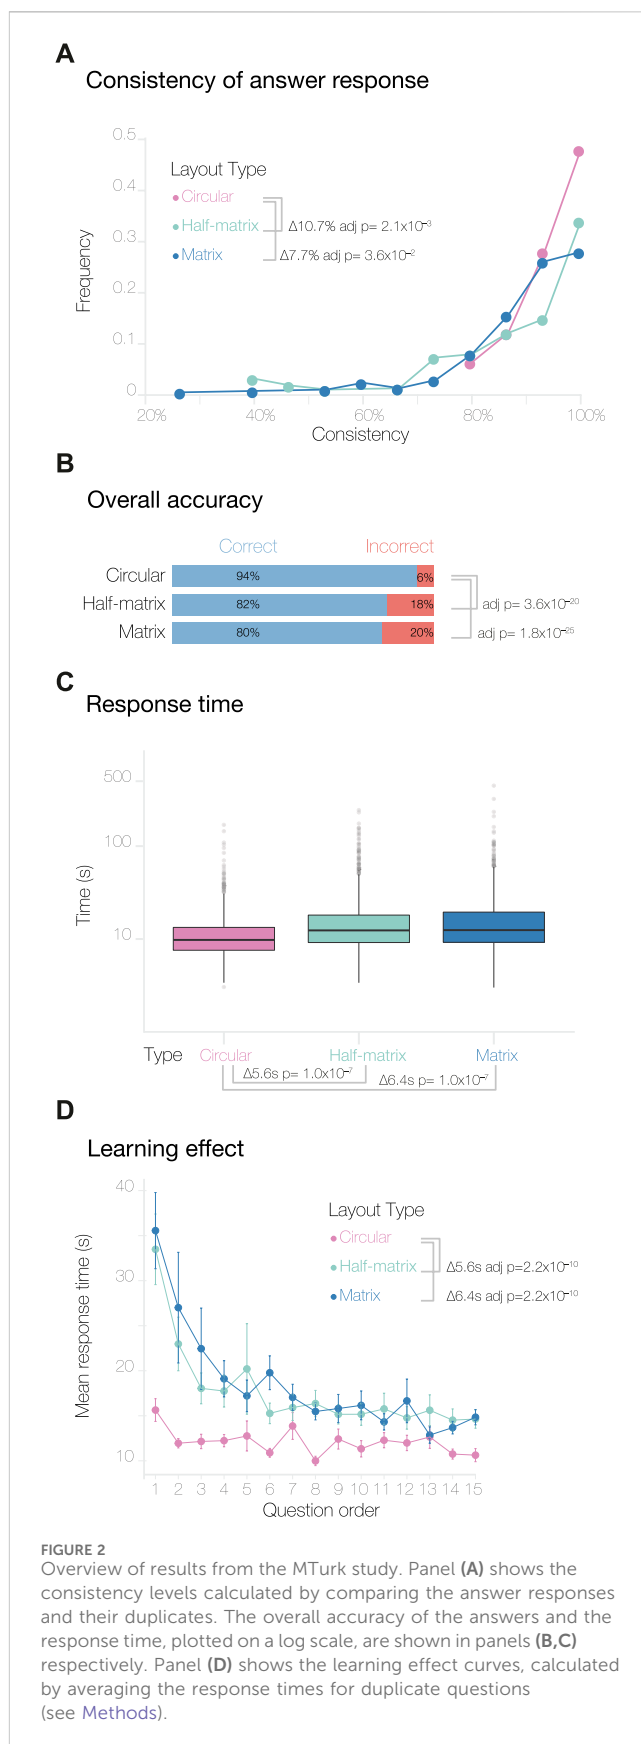 A
Consistency of answer response
0.5
0.4
0.3
0.2
0.1
0
Frequency
Layout Type
Circular
Half-matrix
Matrix
Δ10.7% adj p= 2.1x10⁻³
Δ7.7% adj p= 3.6x10⁻²
20% 40% 60% 80% 100%
Consistency
B
Overall accuracy
Correct Incorrect
Circular 94% 6%
Half-matrix 82% 18%
Matrix 80% 20%
adj p= 3.6x10⁻²⁰
adj p= 1.8x10⁻²⁵
C
Response time
500
100
10
Time (s)
Type Circular Half-matrix Matrix
Δ5.6s p= 1.0x10⁻⁷
Δ6.4s p= 1.0x10⁻⁷
D
Learning effect
40
30
20
10
Mean response time (s)
Layout Type
Circular
Half-matrix
Matrix
Δ5.6s adj p=2.2x10⁻¹⁰
Δ6.4s adj p=2.2x10⁻¹⁰
1 2 3 4 5 6 7 8 9 10 11 12 13 14 15
Question order
FIGURE 2
Overview of results from the MTurk study. Panel (A) shows the
consistency levels calculated by comparing the answer responses
and their duplicates. The overall accuracy of the answers and the
response time, plotted on a log scale, are shown in panels (B,C)
respectively. Panel (D) shows the learning effect curves, calculated
by averaging the response times for duplicate questions
(see Methods).